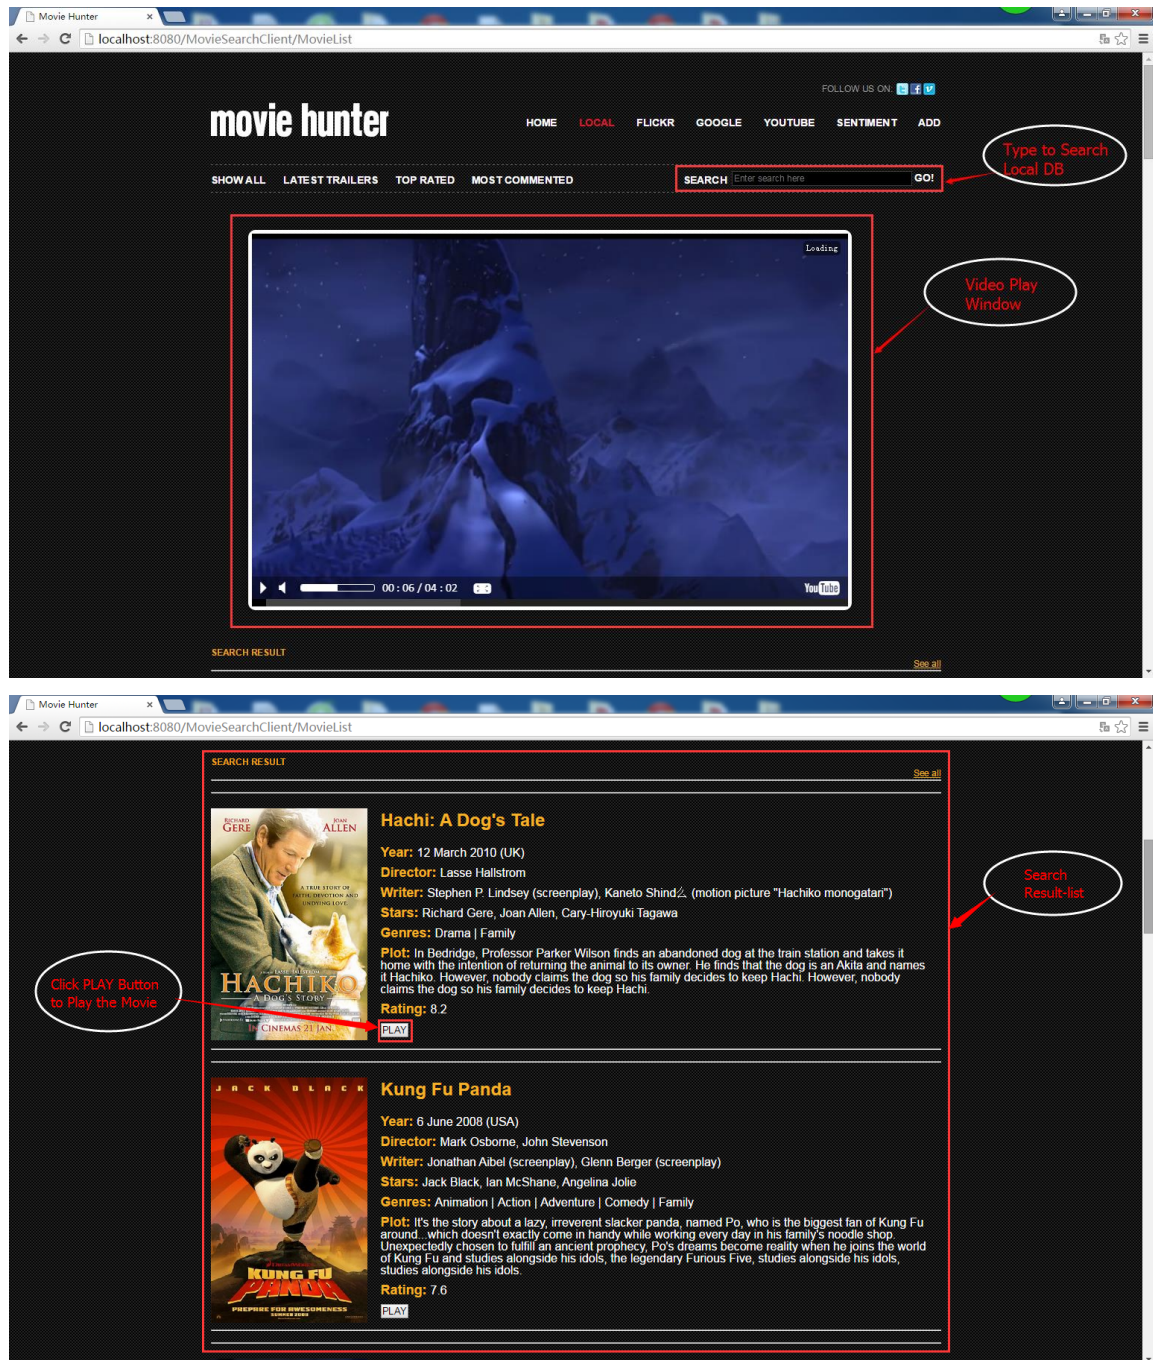 Movie Hunter
localhost:8080/MovieSearchClient/MovieList
FOLLOW US ON:
movie hunter
HOME LOCAL FLICKR GOOGLE YOUTUBE SENTIMENT ADD
Type to Search
Local DB
SHOW ALL LATEST TRAILERS TOP RATED MOST COMMENTED
SEARCH Enter search here GO!
Loading
Video Play
Window
00:06 / 04:02
YouTube
SEARCH RESULT
See all
Movie Hunter
localhost:8080/MovieSearchClient/MovieList
SEARCH RESULT
See all
RICHARD GERE JOAN ALLEN
A TRUE STORY OF
FAITH, DEVOTION AND
UNDYING LOVE
HACHIKO
A DOG'S STORY
IN CINEMAS 21 JAN
Hachi: A Dog's Tale
Year: 12 March 2010 (UK)
Director: Lasse Hallstrom
Writer: Stephen P. Lindsey (screenplay), Kaneto Shind么 (motion picture "Hachiko monogatari")
Stars: Richard Gere, Joan Allen, Cary-Hiroyuki Tagawa
Genres: Drama | Family
Plot: In Bedridge, Professor Parker Wilson finds an abandoned dog at the train station and takes it
home with the intention of returning the animal to its owner. He finds that the dog is an Akita and names
it Hachiko. However, nobody claims the dog so his family decides to keep Hachi. However, nobody
claims the dog so his family decides to keep Hachi.
Rating: 8.2
PLAY
Search
Result-list
Click PLAY Button
to Play the Movie
JACK BLACK
KUNG FU
PANDA
PREPARE FOR AWESOMENESS
SUMMER 2008
Kung Fu Panda
Year: 6 June 2008 (USA)
Director: Mark Osborne, John Stevenson
Writer: Jonathan Aibel (screenplay), Glenn Berger (screenplay)
Stars: Jack Black, Ian McShane, Angelina Jolie
Genres: Animation | Action | Adventure | Comedy | Family
Plot: It's the story about a lazy, irreverent slacker panda, named Po, who is the biggest fan of Kung Fu
around...which doesn't exactly come in handy while working every day in his family's noodle shop.
Unexpectedly chosen to fulfill an ancient prophecy, Po's dreams become reality when he joins the world
of Kung Fu and studies alongside his idols, the legendary Furious Five, studies alongside his idols,
studies alongside his idols.
Rating: 7.6
PLAY